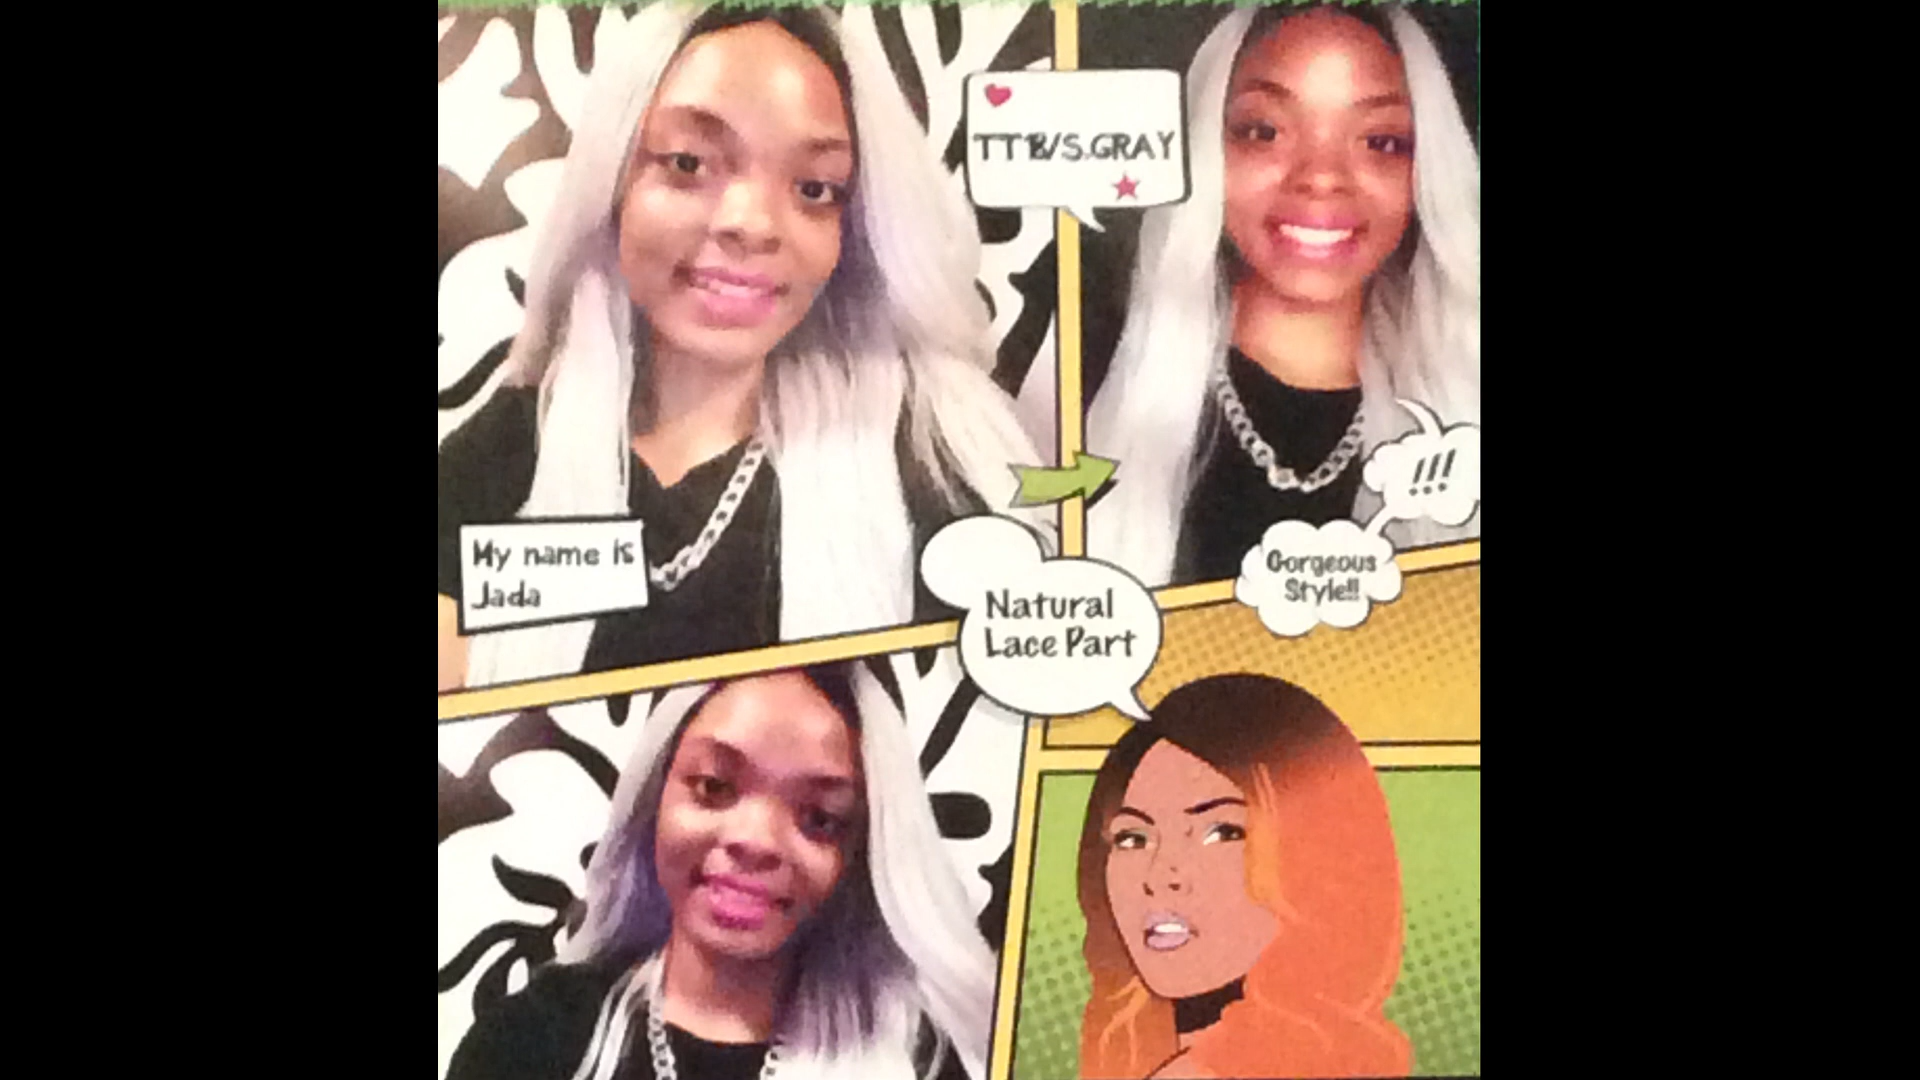 TT1B/S.GRAY
My name is
Jada
!!!
Gorgeous
Style!!
Natural
Lace Part